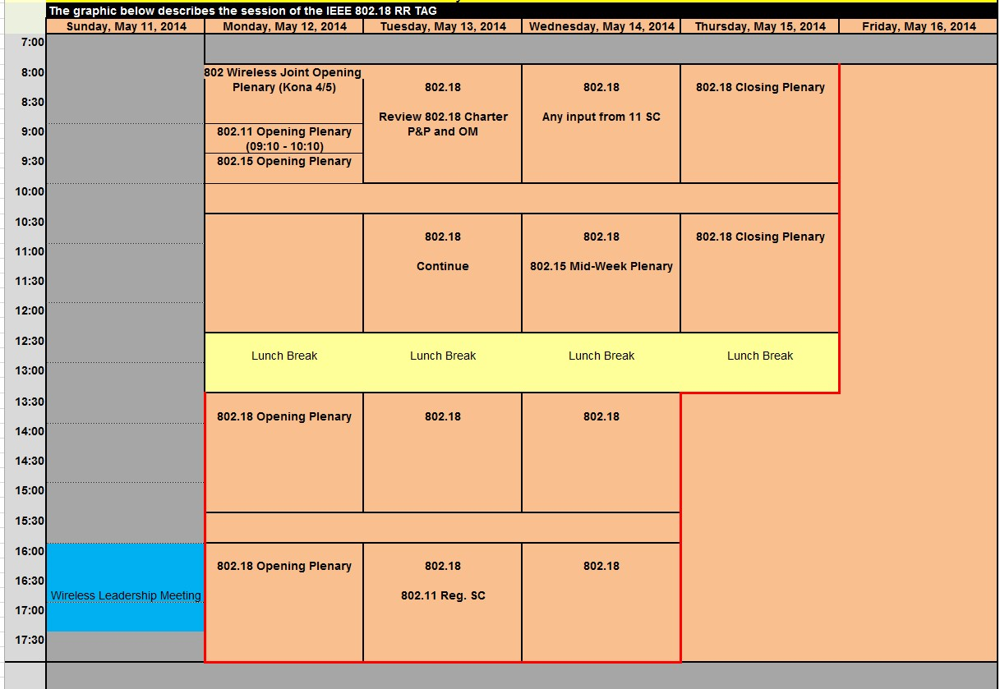 The graphic below describes the session of the IEEE 802.18 RR TAG
Sunday, May 11, 2014 Monday, May 12, 2014 Tuesday, May 13, 2014 Wednesday, May 14, 2014 Thursday, May 15, 2014 Friday, May 16, 2014
7:00
8:00 802 Wireless Joint Opening
Plenary (Kona 4/5) 802.18 802.18 802.18 Closing Plenary
8:30
Review 802.18 Charter Any input from 11 SC
9:00 802.11 Opening Plenary P&P and OM
(09:10 - 10:10)
9:30 802.15 Opening Plenary
10:00
10:30
802.18 802.18 802.18 Closing Plenary
11:00
Continue 802.15 Mid-Week Plenary
11:30
12:00
12:30
Lunch Break Lunch Break Lunch Break Lunch Break
13:00
13:30
802.18 Opening Plenary 802.18 802.18
14:00
14:30
15:00
15:30
16:00
802.18 Opening Plenary 802.18 802.18
16:30
Wireless Leadership Meeting 802.11 Reg. SC
17:00
17:30